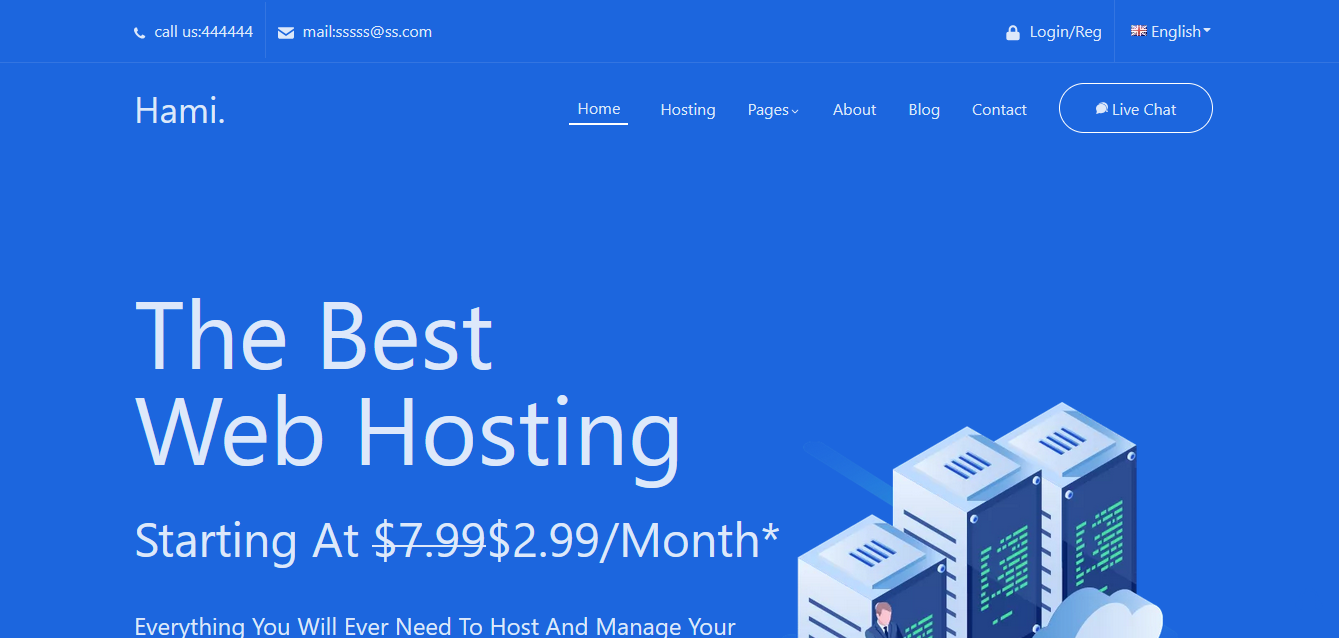 call us:444444 mail:sssss@ss.com Login/Reg English
Hami. Home Hosting Pages About Blog Contact Live Chat
The Best
Web Hosting
Starting At $7.99$2.99/Month*
Everything You Will Ever Need To Host And Manage Your